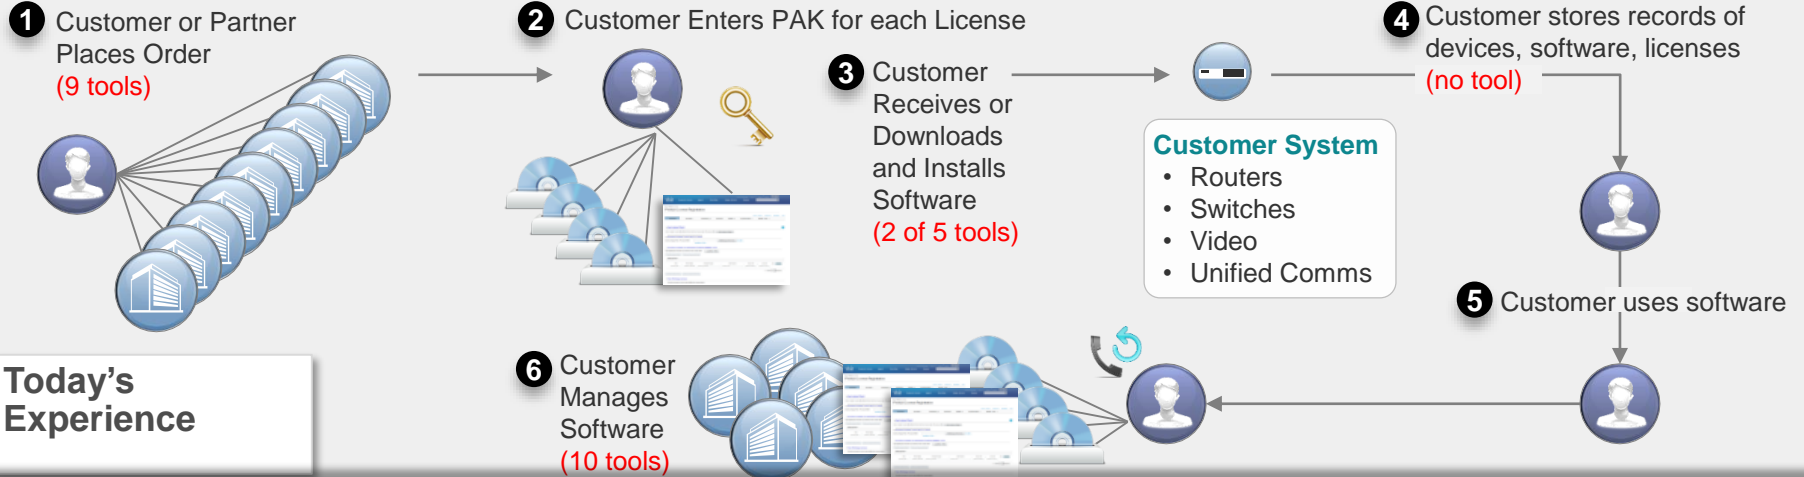 1 Customer or Partner
Places Order
(9 tools)
2 Customer Enters PAK for each License
3 Customer
Receives or
Downloads
and Installs
Software
(2 of 5 tools)
4 Customer stores records of
devices, software, licenses
(no tool)
Customer System
• Routers
• Switches
• Video
• Unified Comms
5 Customer uses software
6 Customer
Manages
Software
(10 tools)
Today's
Experience